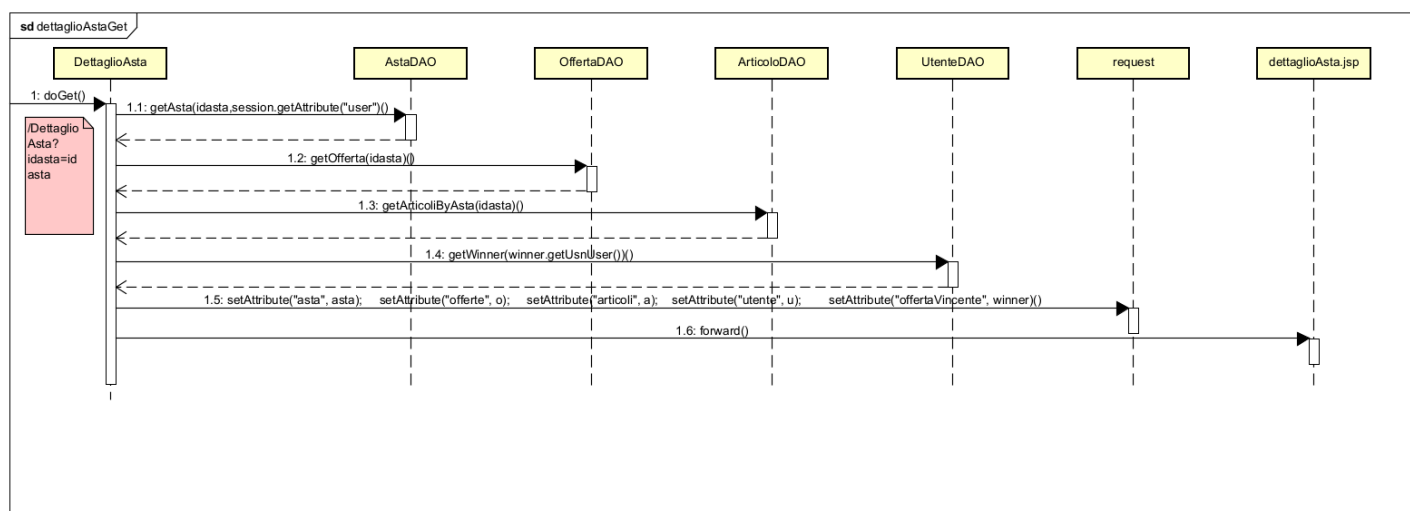 sd dettaglioAstaGet
DettaglioAsta
AstaDAO
OffertaDAO
ArticoloDAO
UtenteDAO
request
dettaglioAsta.jsp
1: doGet()
/Dettaglio
Asta?
idasta=id
asta
1.1: getAsta(idasta,session.getAttribute("user")()
1.2: getOfferta(idasta)()
1.3: getArticoliByAsta(idasta)()
1.4: getWinner(winner.getUsnUser())()
1.5: setAttribute("asta", asta); setAttribute("offerte", o); setAttribute("articoli", a); setAttribute("utente", u); setAttribute("offertaVincente", winner)()
1.6: forward()